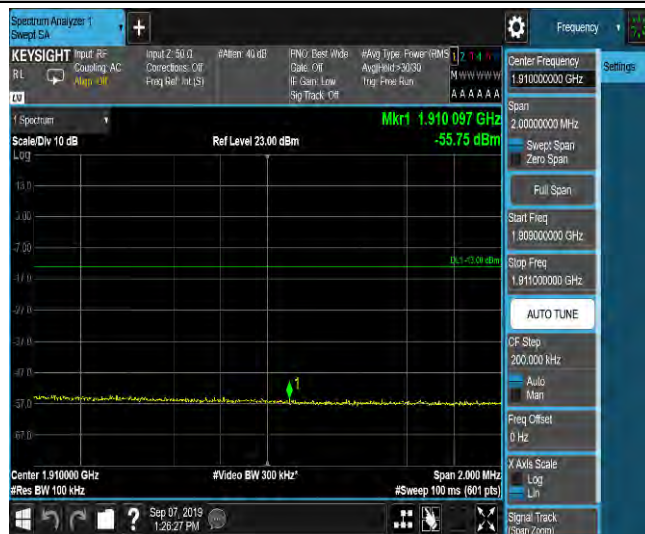 Spectrum Analyzer 1
Swept SA
+
Frequency
KEYSIGHT Input: RF
RL
Coupling: AC
Align: Off
Input Z: 50 Ω
Corrections: Off
Freq Ref: Int (S)
#Atten: 40 dB
PNO: Best Wide
Gate: Off
IF Gain: Low
Sig Track: Off
#Avg Type: Power (RMS)
Avg|Hold:>30/30
Trig: Free Run
M W W W W W
A A A A A A
1 Spectrum
Scale/Div 10 dB
Log
Ref Level 23.00 dBm
Mkr1 1.910 097 GHz
-55.75 dBm
13.0
3.00
-7.00
DL1 -13.00 dBm
-17.0
-27.0
-37.0
-47.0
1
-57.0
-67.0
Center 1.910000 GHz
#Video BW 300 kHz*
Span 2.000 MHz
#Res BW 100 kHz
#Sweep 100 ms (601 pts)
?
Sep 07, 2019
1:26:27 PM
Center Frequency
1.910000000 GHz
Settings
Span
2.00000000 MHz
Swept Span
Zero Span
Full Span
Start Freq
1.909000000 GHz
Stop Freq
1.911000000 GHz
AUTO TUNE
CF Step
200.000 kHz
Auto
Man
Freq Offset
0 Hz
X Axis Scale
Log
Lin
Signal Track
(Span Zoom)